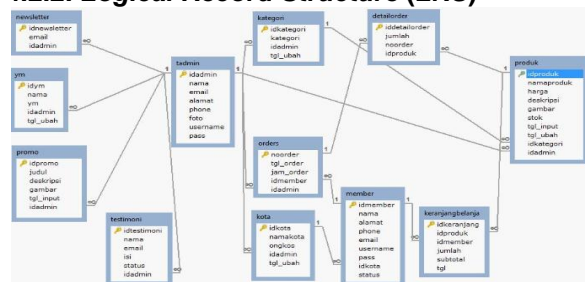 4.2.2. Logical Record Structure (LRS)
newsletter
idnewsletter
email
idadmin
ym
idym
nama
ym
idadmin
tgl_ubah
promo
idpromo
judul
deskripsi
gambar
tgl_input
idadmin
testimoni
idtestimoni
nama
email
isi
status
idadmin
tadmin
idadmin
nama
email
alamat
phone
foto
username
pass
kategori
idkategori
kategori
idadmin
tgl_ubah
orders
noorder
tgl_order
jam_order
idmember
idadmin
kota
idkota
namakota
ongkos
idadmin
tgl_ubah
detailorder
iddetailorder
jumlah
noorder
idproduk
member
idmember
nama
alamat
phone
email
username
pass
idkota
status
keranjangbelanja
idkeranjang
idproduk
idmember
jumlah
subtotal
tgl
produk
idproduk
namaproduk
harga
deskripsi
gambar
stok
tgl_input
tgl_ubah
idkategori
idadmin